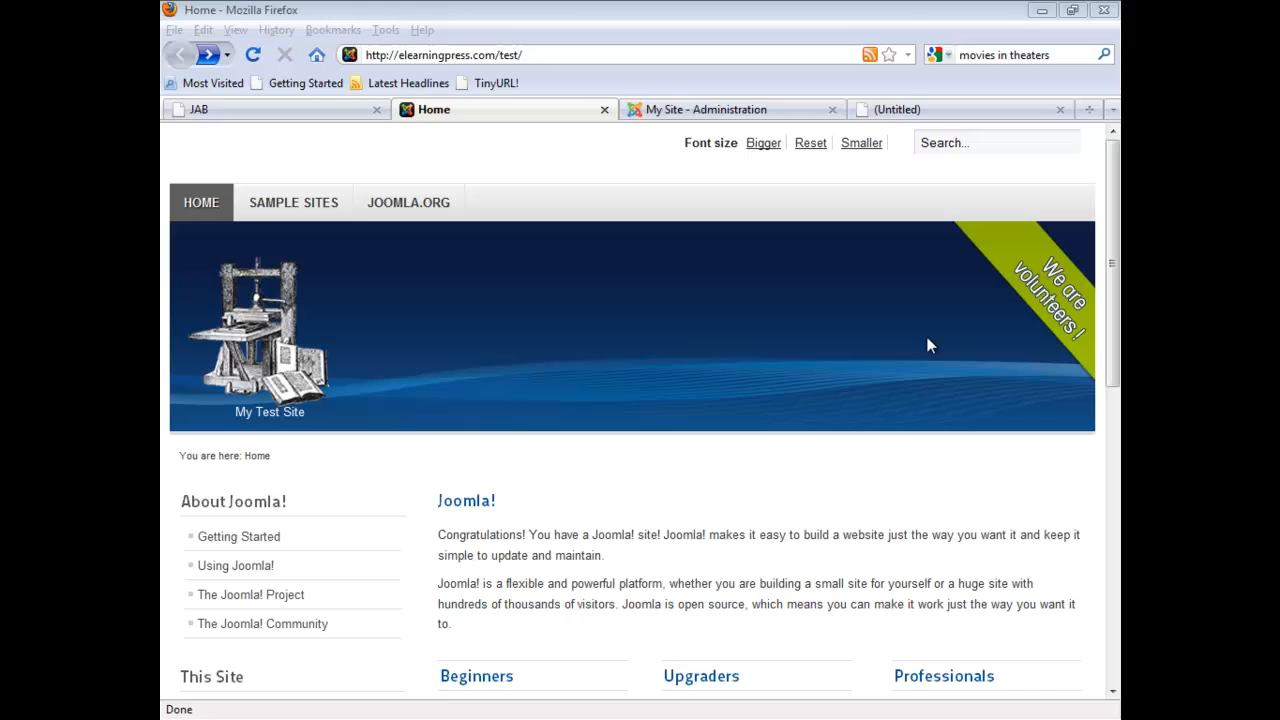 Home - Mozilla Firefox
File Edit View History Bookmarks Tools Help
http://elearningpress.com/test/ movies in theaters
Most Visited Getting Started Latest Headlines TinyURL!
JAB Home My Site - Administration (Untitled)
Font size Bigger Reset Smaller Search...
HOME SAMPLE SITES JOOMLA.ORG
We are
volunteers !
My Test Site
You are here: Home
About Joomla!
Getting Started
Using Joomla!
The Joomla! Project
The Joomla! Community
This Site
Joomla!
Congratulations! You have a Joomla! site! Joomla! makes it easy to build a website just the way you want it and keep it
simple to update and maintain.
Joomla! is a flexible and powerful platform, whether you are building a small site for yourself or a huge site with
hundreds of thousands of visitors. Joomla is open source, which means you can make it work just the way you want it
to.
Beginners Upgraders Professionals
Done